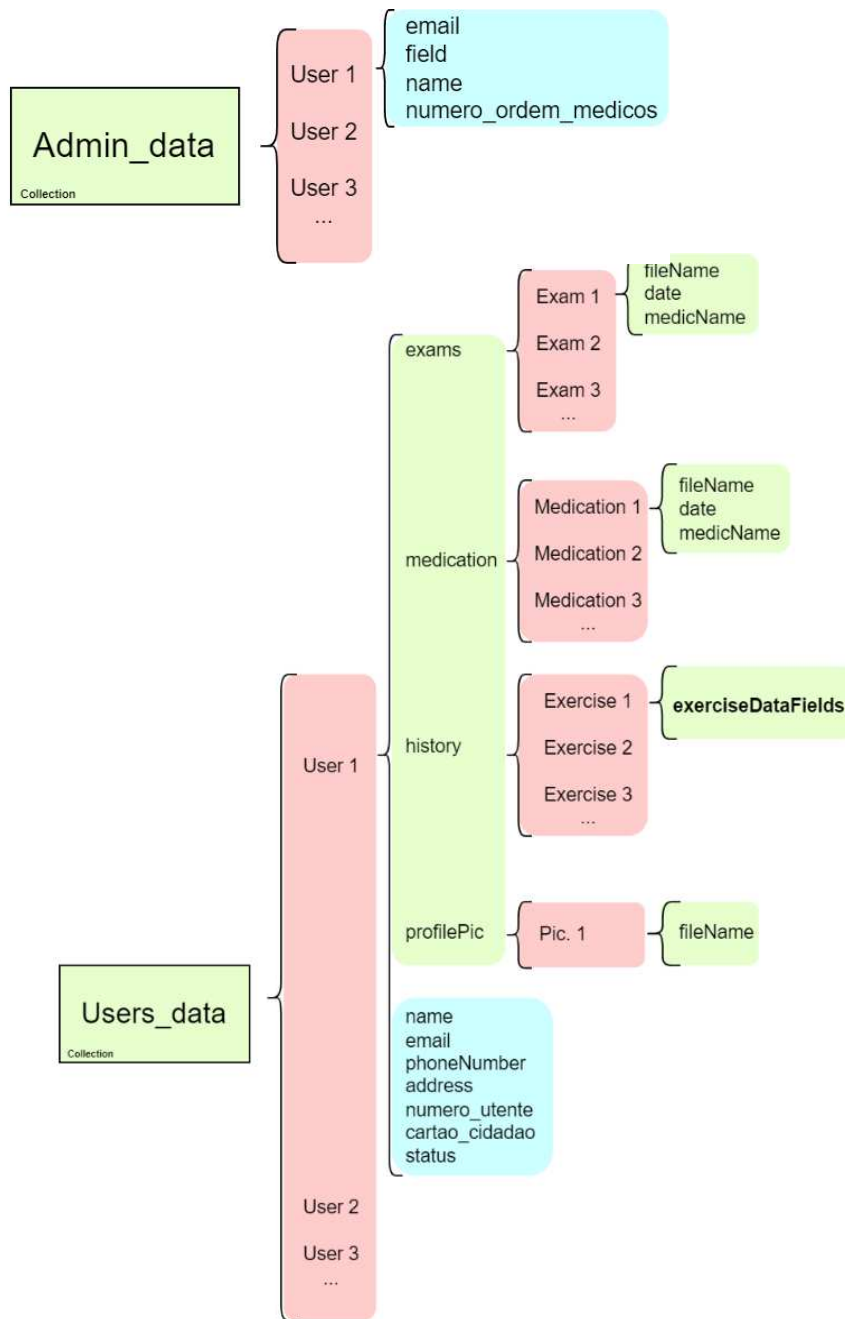 Admin_data
Collection
User 1
User 2
User 3
...
email
field
name
numero_ordem_medicos
Users_data
Collection
User 1
User 2
User 3
...
exams
Exam 1
Exam 2
Exam 3
...
fileName
date
medicName
medication
Medication 1
Medication 2
Medication 3
...
fileName
date
medicName
history
Exercise 1
Exercise 2
Exercise 3
...
exerciseDataFields
profilePic
Pic. 1
fileName
name
email
phoneNumber
address
numero_utente
cartao_cidadao
status